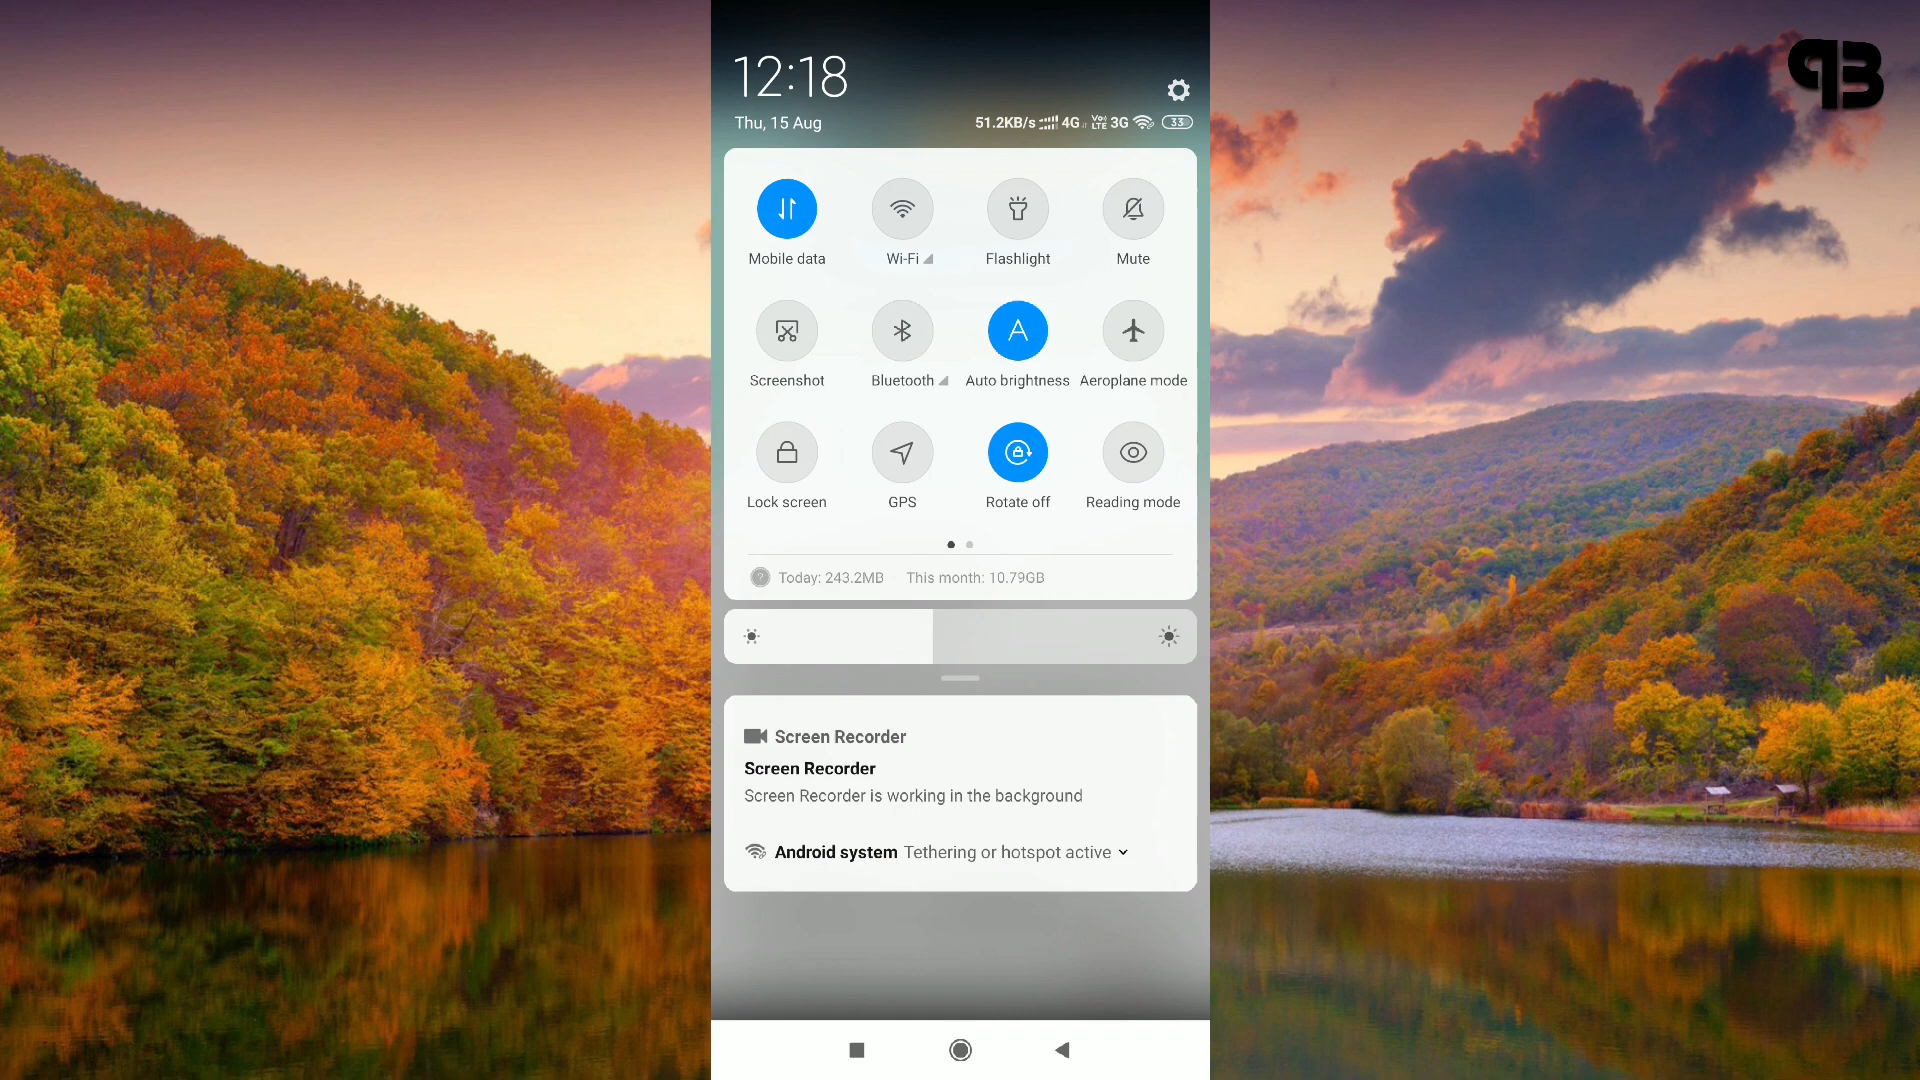 12:18
Thu, 15 Aug
51.2KB/s 4G Vo) LTE 3G 33
Mobile data Wi-Fi Flashlight Mute
Screenshot Bluetooth Auto brightness Aeroplane mode
Lock screen GPS Rotate off Reading mode
Today: 243.2MB This month: 10.79GB
Screen Recorder
Screen Recorder
Screen Recorder is working in the background
Android system Tethering or hotspot active